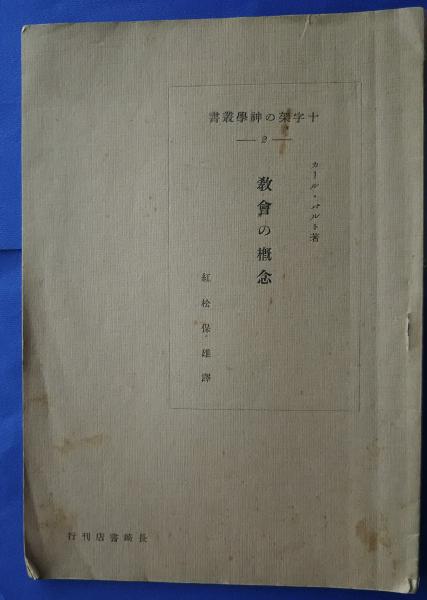 十字架の神學叢書
2
カール・バルト著
教會の概念
紅松保雄譯
長崎書店刊行